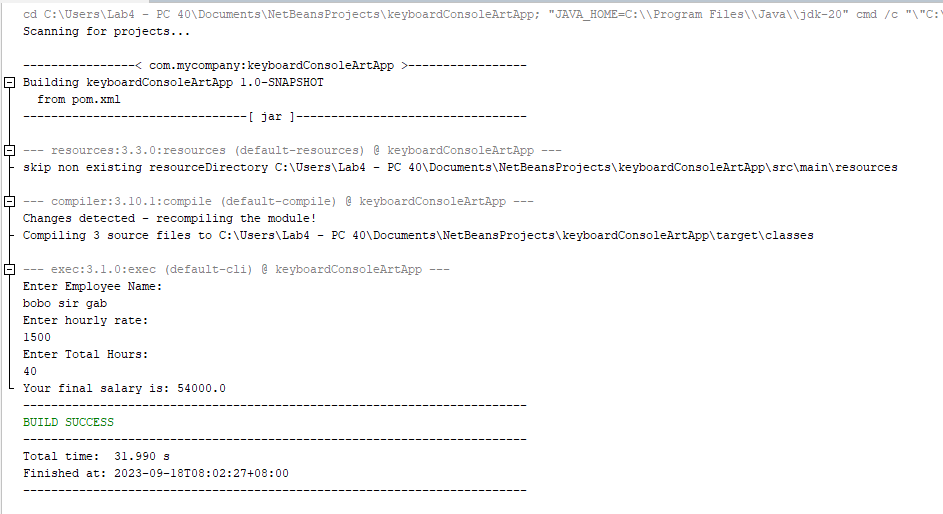 cd C:\Users\Lab4 - PC 40\Documents\NetBeansProjects\keyboardConsoleArtApp; "JAVA_HOME=C:\\Program Files\\Java\\jdk-20" cmd /c "\"C:\
Scanning for projects...
----------------< com.mycompany:keyboardConsoleArtApp >-----------------
Building keyboardConsoleArtApp 1.0-SNAPSHOT
from pom.xml
--------------------------------[ jar ]---------------------------------
--- resources:3.3.0:resources (default-resources) @ keyboardConsoleArtApp ---
skip non existing resourceDirectory C:\Users\Lab4 - PC 40\Documents\NetBeansProjects\keyboardConsoleArtApp\src\main\resources
--- compiler:3.10.1:compile (default-compile) @ keyboardConsoleArtApp ---
Changes detected - recompiling the module!
Compiling 3 source files to C:\Users\Lab4 - PC 40\Documents\NetBeansProjects\keyboardConsoleArtApp\target\classes
--- exec:3.1.0:exec (default-cli) @ keyboardConsoleArtApp ---
Enter Employee Name:
bobo sir gab
Enter hourly rate:
1500
Enter Total Hours:
40
Your final salary is: 54000.0
------------------------------------------------------------------------
BUILD SUCCESS
------------------------------------------------------------------------
Total time:  31.990 s
Finished at: 2023-09-18T08:02:27+08:00
------------------------------------------------------------------------